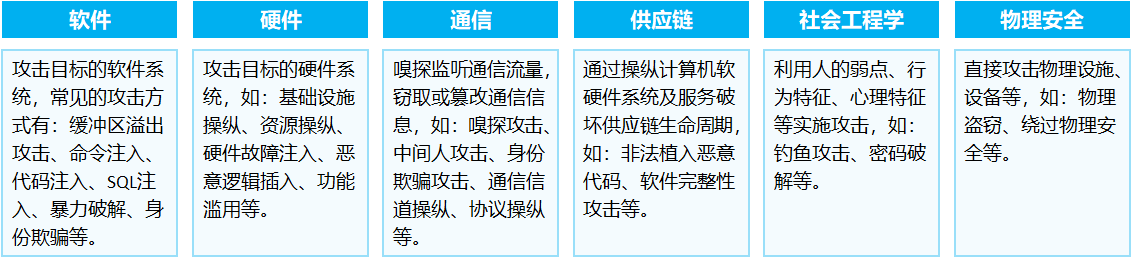 软件
攻击目标的软件系
统，常见的攻击方
式有：缓冲区溢出
攻击、命令注入、
代码注入、SQL注
入、暴力破解、身
份欺骗等。
硬件
攻击目标的硬件系
统，如：基础设施
操纵、资源操纵、
硬件故障注入、恶
意逻辑插入、功能
滥用等。
通信
嗅探监听通信流量，
窃取或篡改通信信
息，如：嗅探攻击、
中间人攻击、身份
欺骗攻击、通信信
道操纵、协议操纵
等。
供应链
通过操纵计算机软
硬件系统及服务破
坏供应链生命周期，
如：非法植入恶意
代码、软件完整性
攻击等。
社会工程学
利用人的弱点、行
为特征、心理特征
等实施攻击，如：
钓鱼攻击、密码破
解等。
物理安全
直接攻击物理设施、
设备等，如：物理
盗窃、绕过物理安
全等。